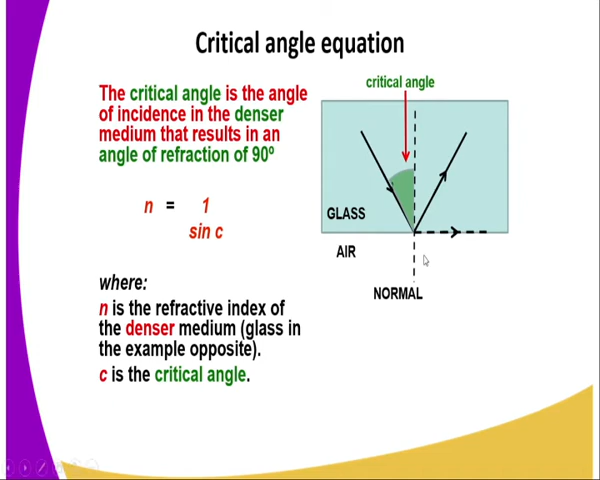 Critical angle equation
The critical angle is the angle
of incidence in the denser
medium that results in an
angle of refraction of 90º
n = 1
sin c
where:
n is the refractive index of
the denser medium (glass in
the example opposite).
c is the critical angle.
critical angle
GLASS
AIR
NORMAL